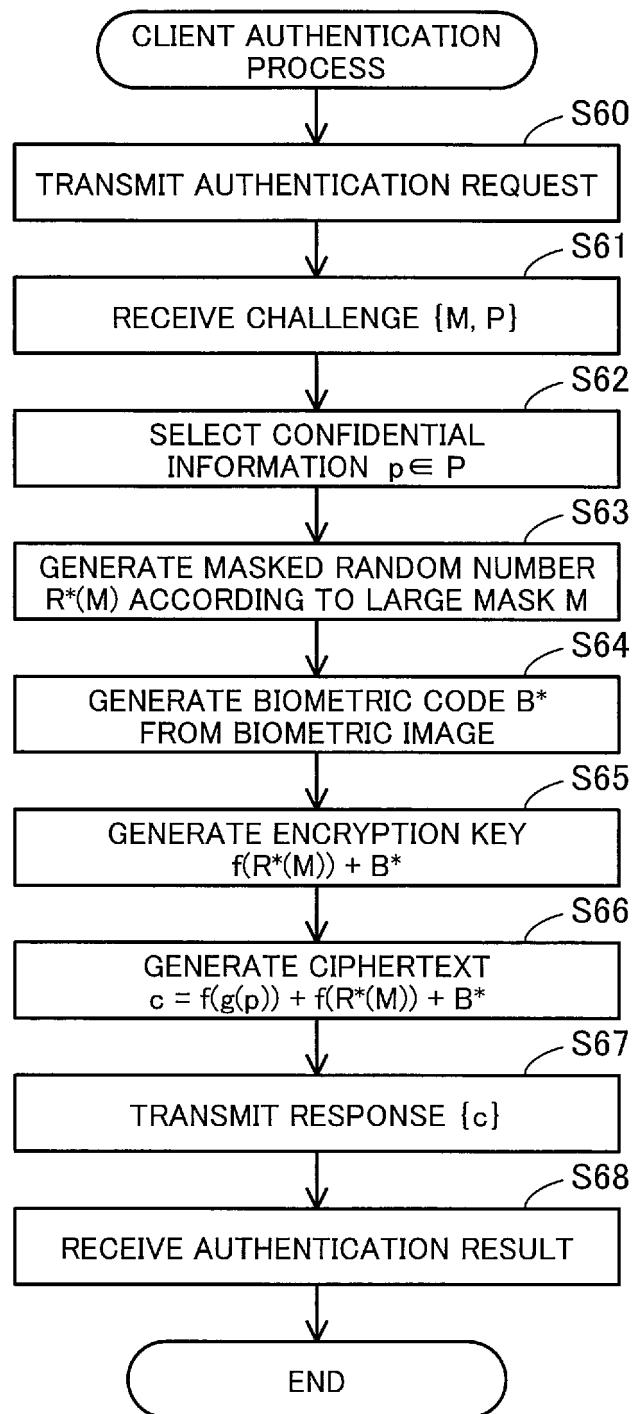 CLIENT AUTHENTICATION
PROCESS
S60
TRANSMIT AUTHENTICATION REQUEST
S61
RECEIVE CHALLENGE {M, P}
S62
SELECT CONFIDENTIAL
INFORMATION p∈ P
S63
GENERATE MASKED RANDOM NUMBER
R*(M) ACCORDING TO LARGE MASK M
S64
GENERATE BIOMETRIC CODE B*
FROM BIOMETRIC IMAGE
S65
GENERATE ENCRYPTION KEY
f(R*(M)) + B*
S66
GENERATE CIPHERTEXT
c = f(g(p)) + f(R*(M)) + B*
S67
TRANSMIT RESPONSE {c}
S68
RECEIVE AUTHENTICATION RESULT
END